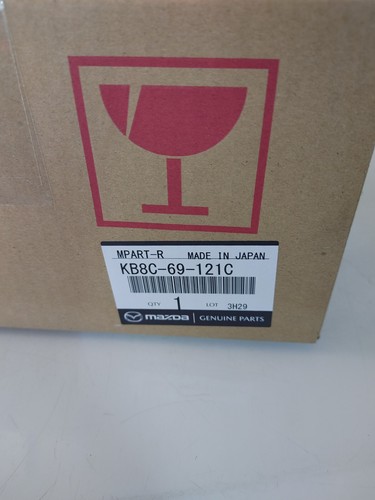 MPART-R MADE IN JAPAN
KB8C-69-121C
QTY 1 LOT 3H29
mazda GENUINE PARTS